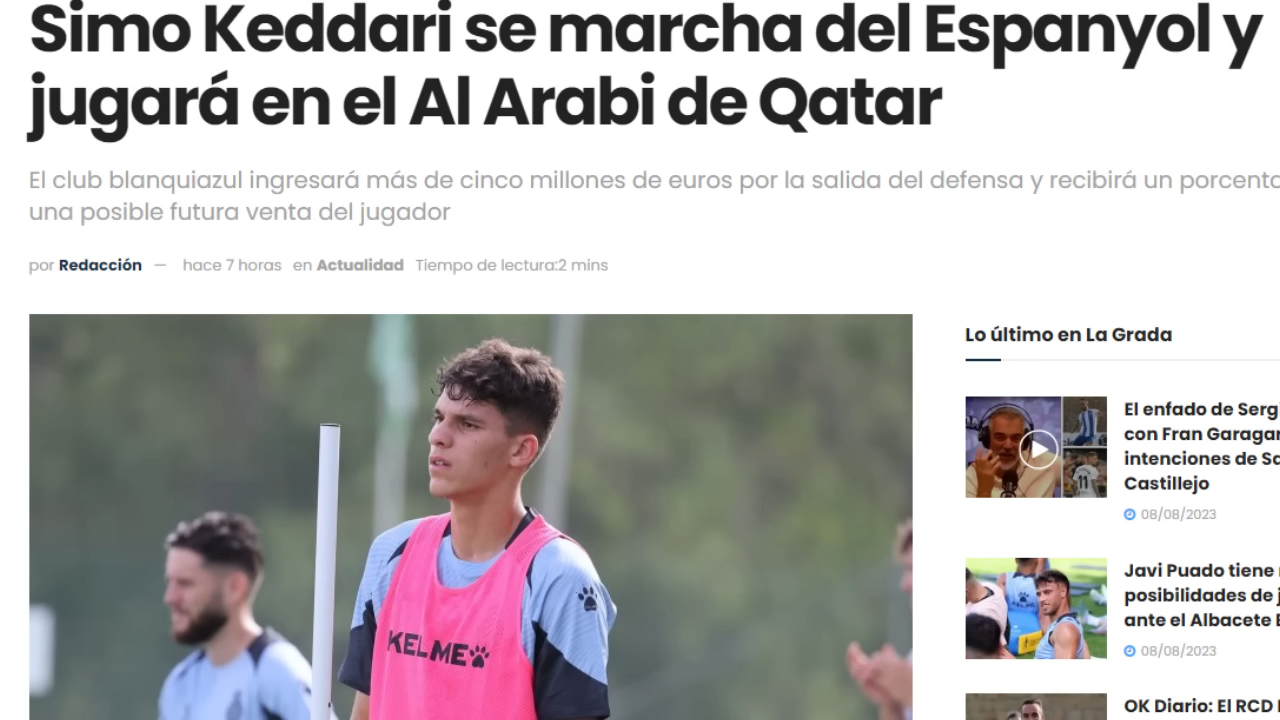 Simo Keddari se marcha del Espanyol y
jugará en el Al Arabi de Qatar
El club blanquiazul ingresará más de cinco millones de euros por la salida del defensa y recibirá un
una posible futura venta del jugador
por Redacción — hace 7 horas en Actualidad Tiempo de lectura:2 mins
KELME
Lo último en La Grada
El enfado de
con Fran
intenciones de
Castillejo
08/08/2023
11
Javi Puado tiene
posibilidades de
ante el Albacete
08/08/2023
KELME
OK Diario: El RCD